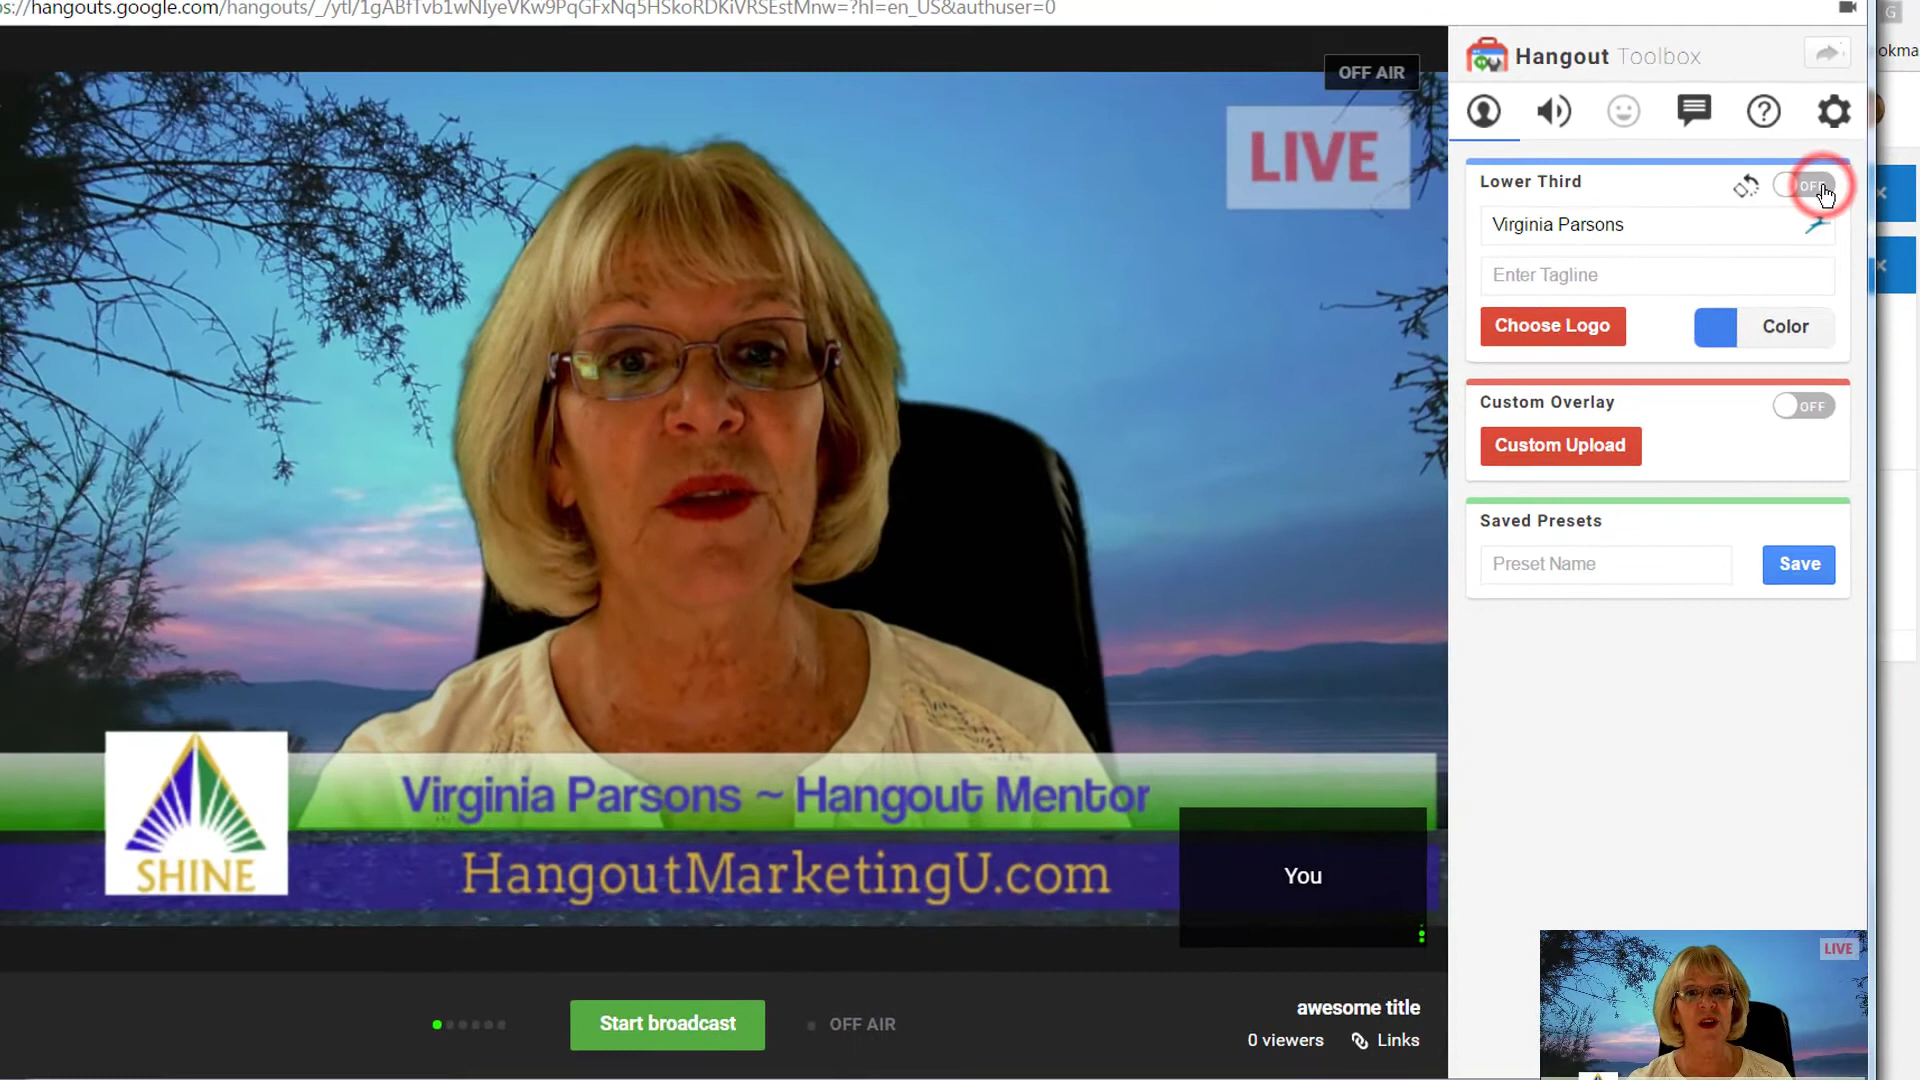 s://hangouts.google.com/hangouts/_/ytl/1gABfTvb1wNIyeVKw9PqGFxNq5HSkoRDKiVRSEstMnw=?hl=en_US&authuser=0
G
Hangout Toolbox
okma
OFF AIR
LIVE
Lower Third
OFF
Virginia Parsons
Enter Tagline
Choose Logo
Color
Custom Overlay
OFF
Custom Upload
Saved Presets
Preset Name
Save
Virginia Parsons ~ Hangout Mentor
SHINE
HangoutMarketingU.com
You
LIVE
Start broadcast
OFF AIR
awesome title
0 viewers
Links